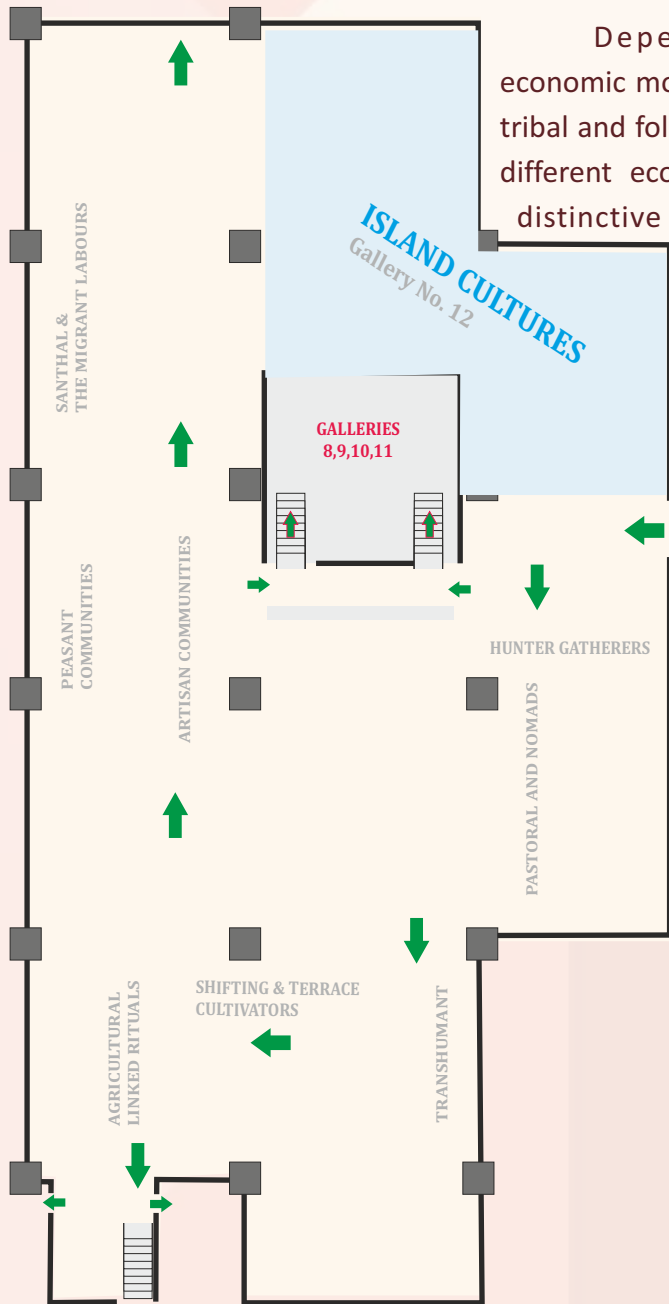 Depe
economic mo
tribal and fol
different eco
distinctive
ISLAND CULTURES
Gallery No. 12
SANTHAL &
THE MIGRANT LABOURS
GALLERIES
8,9,10,11
PEASANT
COMMUNITIES
ARTISAN COMMUNITIES
HUNTER GATHERERS
PASTORAL AND NOMADS
SHIFTING & TERRACE
CULTIVATORS
AGRICULTURAL
LINKED RITUALS
TRANSHUMANT